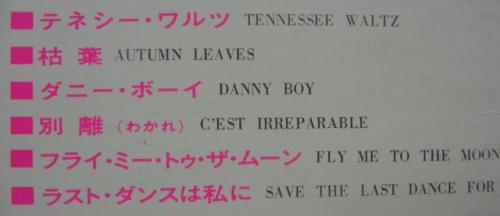 ■テネシー・ワルツ TENNESSEE WALTZ
■枯葉 AUTUMN LEAVES
■ダニー・ボーイ DANNY BOY
■別離（わかれ） C'EST IRREPARABLE
■フライ・ミー・トゥ・ザ・ムーン FLY ME TO THE MOON
■ラスト・ダンスは私に SAVE THE LAST DANCE FOR